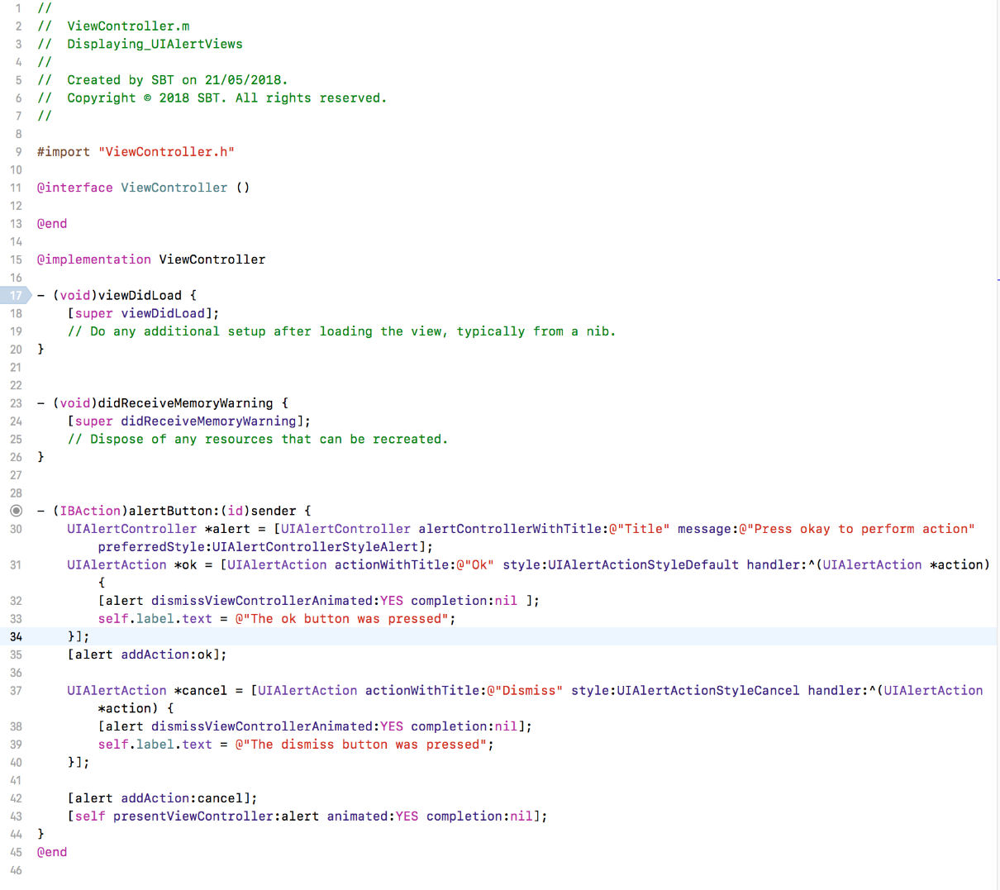 1 //
2 //  ViewController.m
3 //  Displaying_UIAlertViews
4 //
5 //  Created by SBT on 21/05/2018.
6 //  Copyright © 2018 SBT. All rights reserved.
7 //
8
9 #import "ViewController.h"
10
11 @interface ViewController ()
12
13 @end
14
15 @implementation ViewController
16
17 - (void)viewDidLoad {
18     [super viewDidLoad];
19     // Do any additional setup after loading the view, typically from a nib.
20 }
21
22
23 - (void)didReceiveMemoryWarning {
24     [super didReceiveMemoryWarning];
25     // Dispose of any resources that can be recreated.
26 }
27
28
- (IBAction)alertButton:(id)sender {
30     UIAlertController *alert = [UIAlertController alertControllerWithTitle:@"Title" message:@"Press okay to perform action"
        preferredStyle:UIAlertControllerStyleAlert];
31     UIAlertAction *ok = [UIAlertAction actionWithTitle:@"Ok" style:UIAlertActionStyleDefault handler:^(UIAlertAction *action)
        {
32         [alert dismissViewControllerAnimated:YES completion:nil ];
33         self.label.text = @"The ok button was pressed";
34     }];
35     [alert addAction:ok];
36
37     UIAlertAction *cancel = [UIAlertAction actionWithTitle:@"Dismiss" style:UIAlertActionStyleCancel handler:^(UIAlertAction
        *action) {
38         [alert dismissViewControllerAnimated:YES completion:nil];
39         self.label.text = @"The dismiss button was pressed";
40     }];
41
42     [alert addAction:cancel];
43     [self presentViewController:alert animated:YES completion:nil];
44 }
45 @end
46